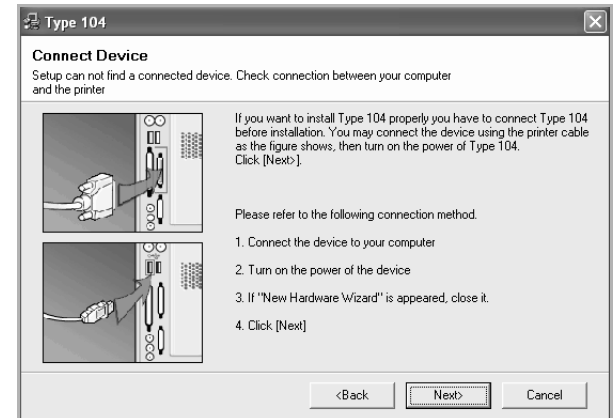 Type 104
Connect Device
Setup can not find a connected device. Check connection between your computer
and the printer
If you want to install Type 104 properly you have to connect Type 104
before installation. You may connect the device using the printer cable
as the figure shows, then turn on the power of Type 104.
Click [Next>].
Please refer to the following connection method.
1. Connect the device to your computer
2. Turn on the power of the device
3. If "New Hardware Wizard" is appeared, close it.
4. Click [Next]
<Back
Next>
Cancel